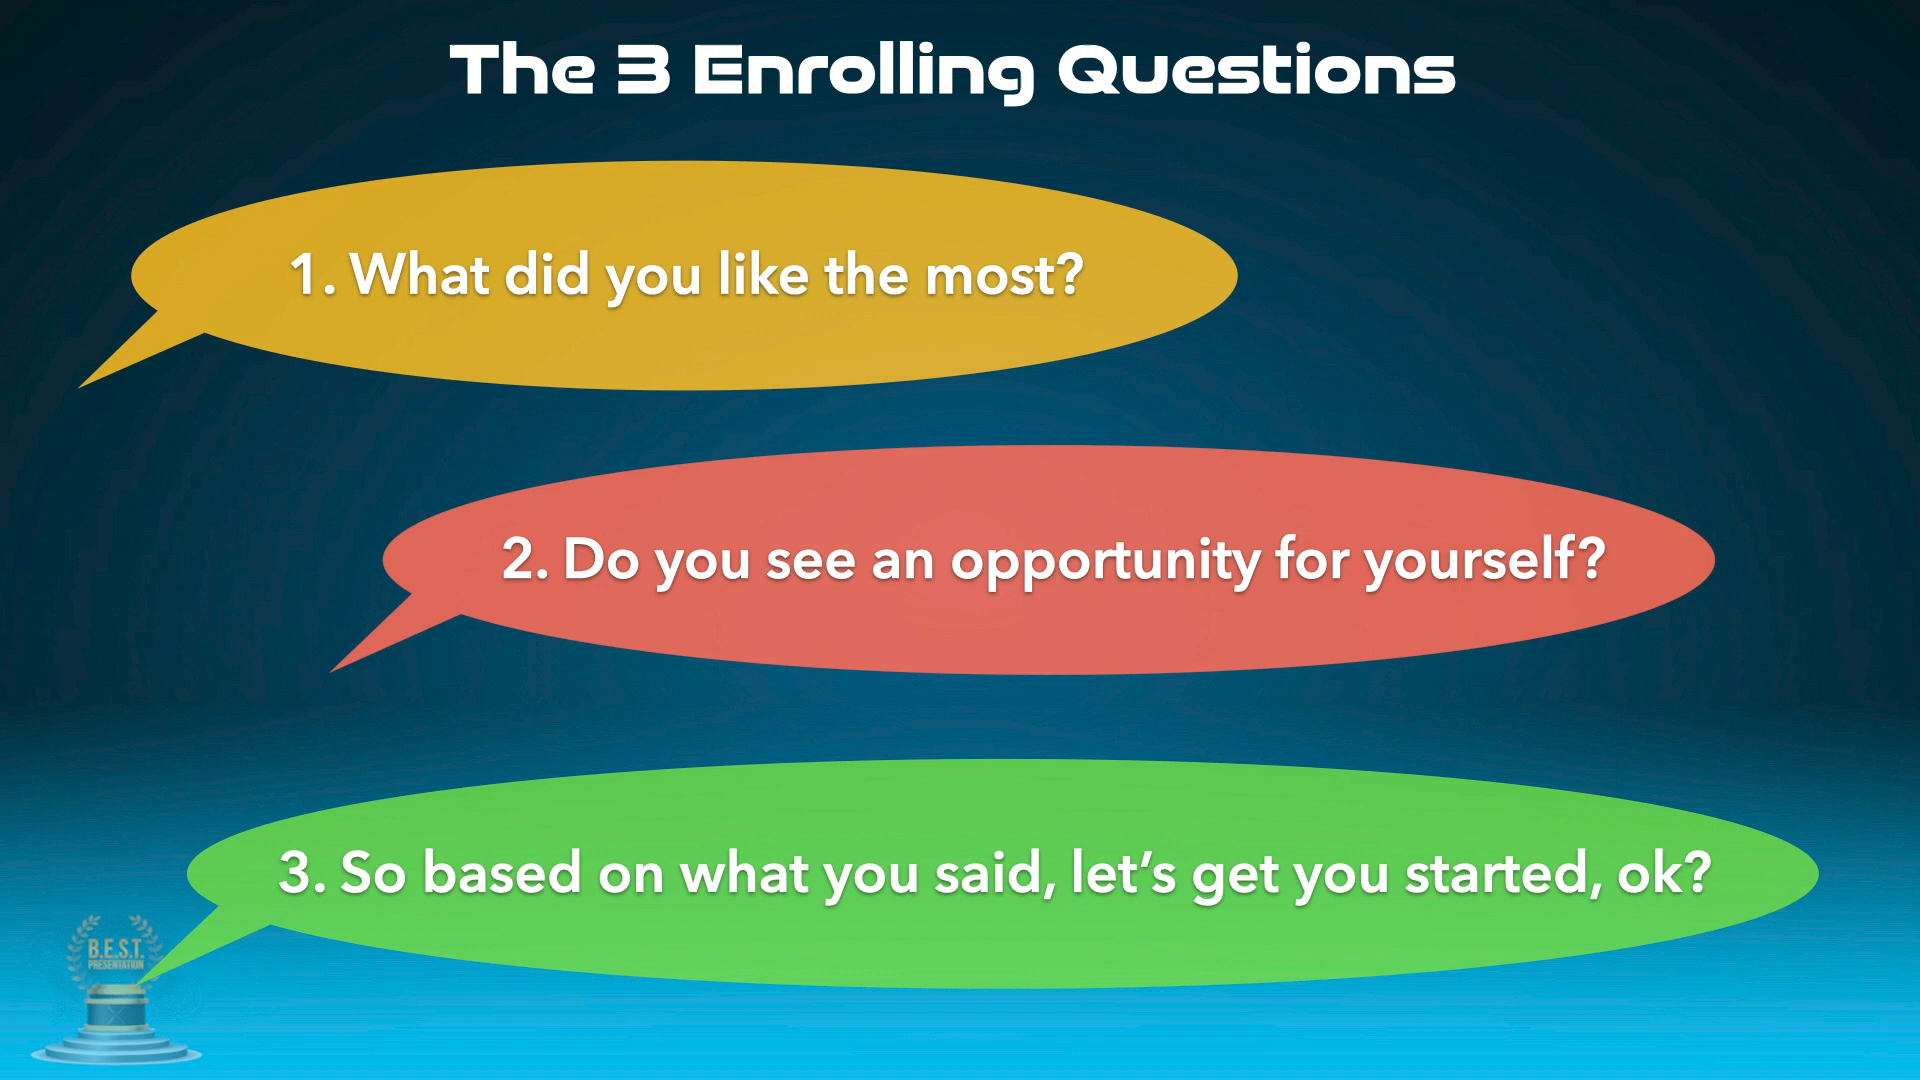 The 3 Enrolling Questions
1. What did you like the most?
2. Do you see an opportunity for yourself?
3. So based on what you said, let’s get you started, ok?
B.E.S.T.
PRESENTATION